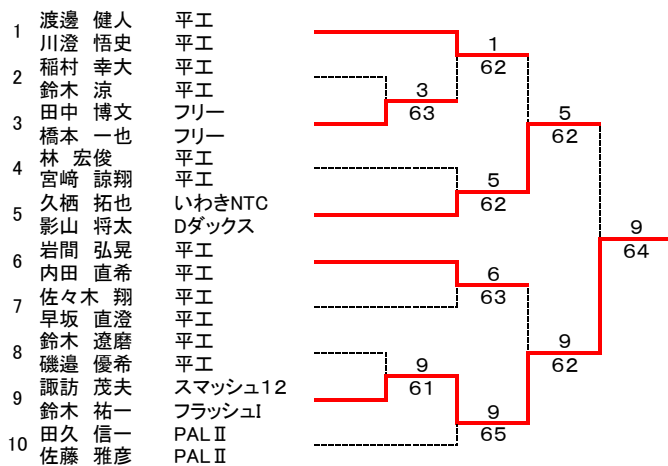 1 渡邊 健人 平工
川澄 悟史 平工
2 稲村 幸大 平工
鈴木 涼 平工
3 田中 博文 フリー
橋本 一也 フリー
4 林 宏俊 平工
宮﨑 諒翔 平工
5 久栖 拓也 いわきNTC
影山 将太 Dダックス
6 岩間 弘晃 平工
内田 直希 平工
7 佐々木 翔 平工
早坂 直澄 平工
8 鈴木 遼磨 平工
磯邉 優希 平工
9 諏訪 茂夫 スマッシュ12
鈴木 祐一 フラッシュI
10 田久 信一 PALⅡ
佐藤 雅彦 PALⅡ
1
62
3
63
5
62
5
62
9
64
6
63
9
62
9
61
9
65